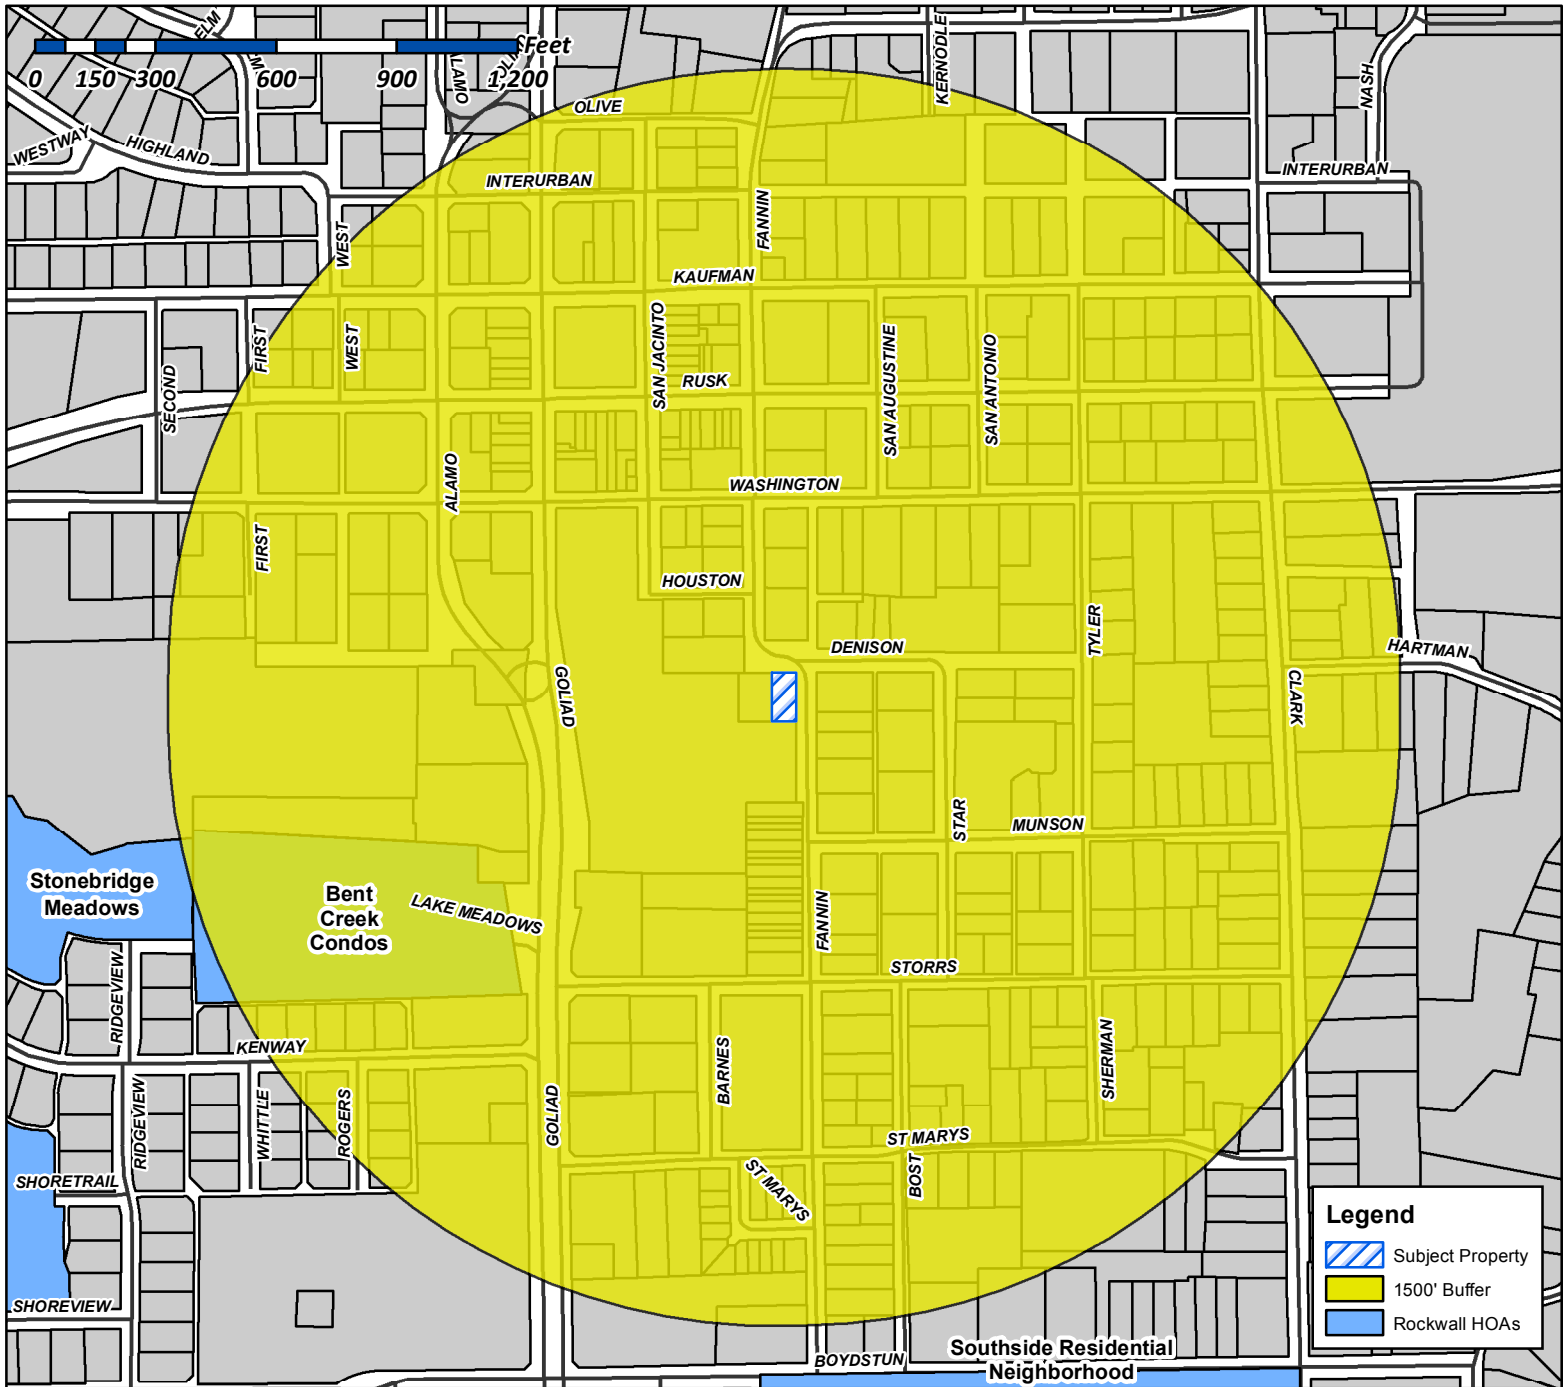 ELM
Feet
0 150 300 600 900 1,200
ALAMO
GOLIAD
OLIVE
KERNODLE
NASH
WESTWAY
HIGHLAND
INTERURBAN
INTERURBAN
WEST
FANNIN
KAUFMAN
FIRST
WEST
SAN JACINTO
SAN AUGUSTINE
SAN ANTONIO
RUSK
SECOND
ALAMO
WASHINGTON
FIRST
HOUSTON
DENISON
TYLER
HARTMAN
GOLIAD
CLARK
STAR
MUNSON
Stonebridge
Meadows
Bent
Creek
Condos
LAKE MEADOWS
FANNIN
STORRS
RIDGEVIEW
KENWAY
BARNES
SHERMAN
RIDGEVIEW
WHITTLE
ROGERS
GOLIAD
ST MARYS
ST MARYS
BOST
SHORETRAIL
SHOREVIEW
BOYDSTUN
Southside Residential
Neighborhood
Legend
Subject Property
1500' Buffer
Rockwall HOAs